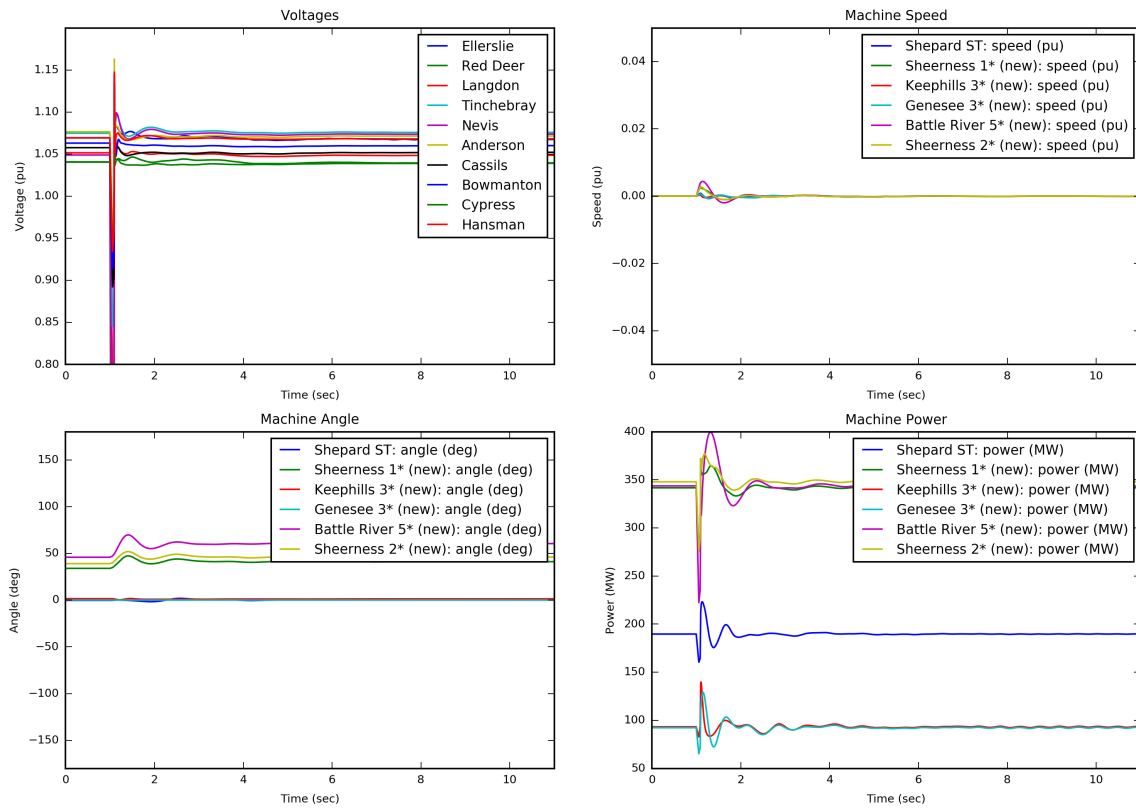 Voltages
1.15
1.10
1.05
1.00
0.95
0.90
0.85
0.80
Voltage (pu)
0
2
4
6
8
10
Time (sec)
Ellerslie
Red Deer
Langdon
Tinchebray
Nevis
Anderson
Cassils
Bowmanton
Cypress
Hansman
Machine Speed
0.04
0.02
0.00
−0.02
−0.04
Speed (pu)
0
2
4
6
8
10
Time (sec)
Shepard ST: speed (pu)
Sheerness 1* (new): speed (pu)
Keephills 3* (new): speed (pu)
Genesee 3* (new): speed (pu)
Battle River 5* (new): speed (pu)
Sheerness 2* (new): speed (pu)
Machine Angle
150
100
50
0
−50
−100
−150
Angle (deg)
0
2
4
6
8
10
Time (sec)
Shepard ST: angle (deg)
Sheerness 1* (new): angle (deg)
Keephills 3* (new): angle (deg)
Genesee 3* (new): angle (deg)
Battle River 5* (new): angle (deg)
Sheerness 2* (new): angle (deg)
Machine Power
400
350
300
250
200
150
100
50
Power (MW)
0
2
4
6
8
10
Time (sec)
Shepard ST: power (MW)
Sheerness 1* (new): power (MW)
Keephills 3* (new): power (MW)
Genesee 3* (new): power (MW)
Battle River 5* (new): power (MW)
Sheerness 2* (new): power (MW)